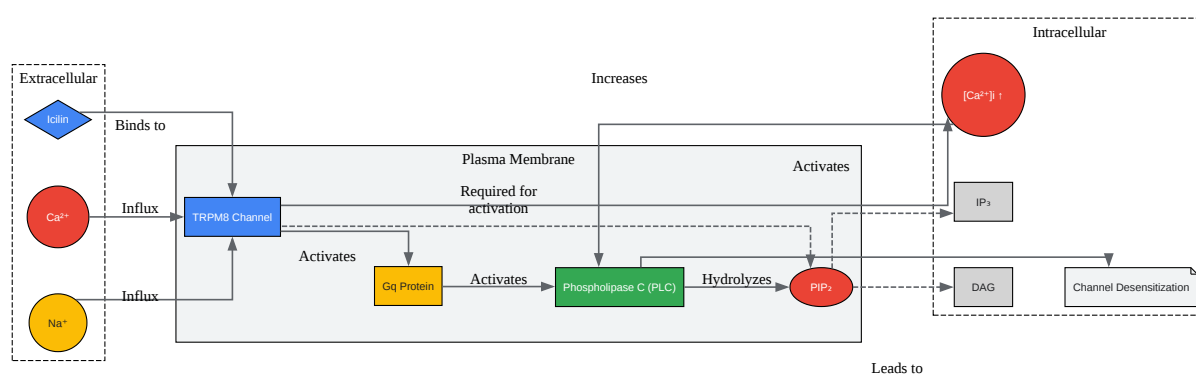 Intracellular
Extracellular
Increases
[Ca²⁺]i ↑
Icilin
Binds to
Plasma Membrane
Activates
Required for
activation
IP₃
Ca²⁺
Influx
TRPM8 Channel
Activates
Gq Protein
Activates
Phospholipase C (PLC)
Hydrolyzes
PIP₂
DAG
Channel Desensitization
Influx
Na⁺
Leads to